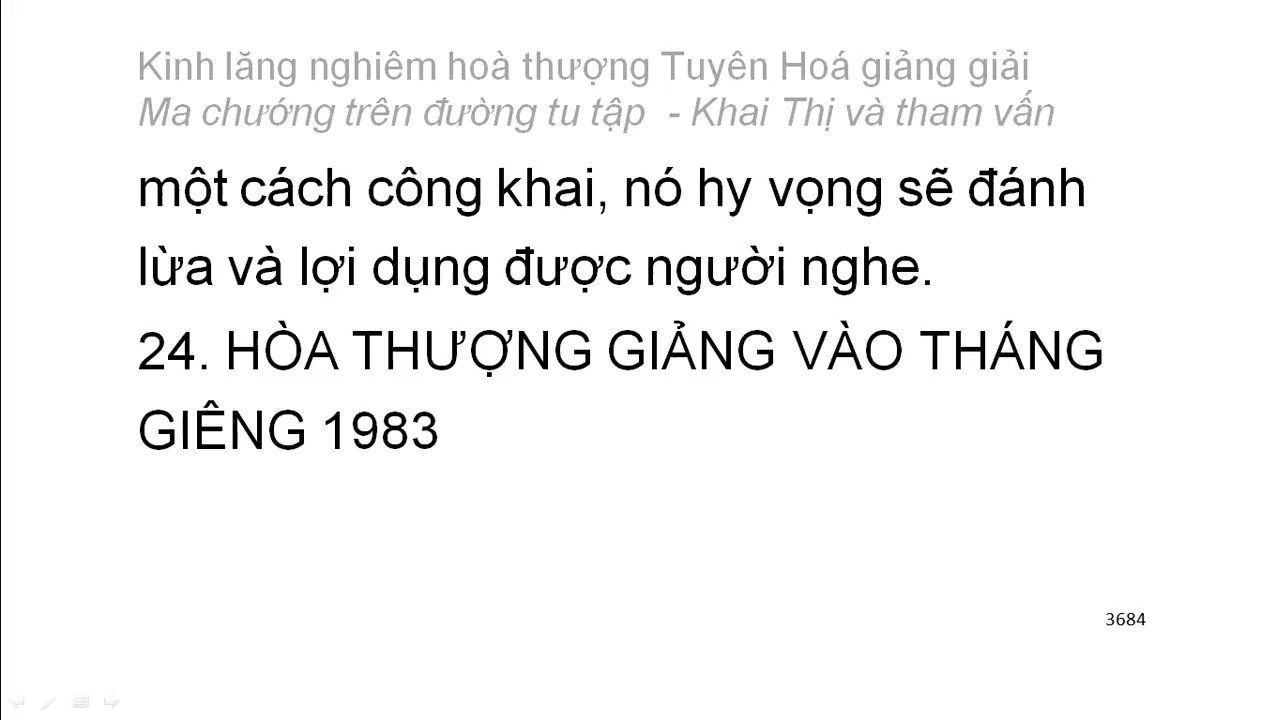 Kinh lăng nghiêm hoà thượng Tuyên Hoá giảng giải
Ma chướng trên đường tu tập - Khai Thị và tham vấn
một cách công khai, nó hy vọng sẽ đánh
lừa và lợi dụng được người nghe.
24. HÒA THƯỢNG GIẢNG VÀO THÁNG
GIÊNG 1983
3684